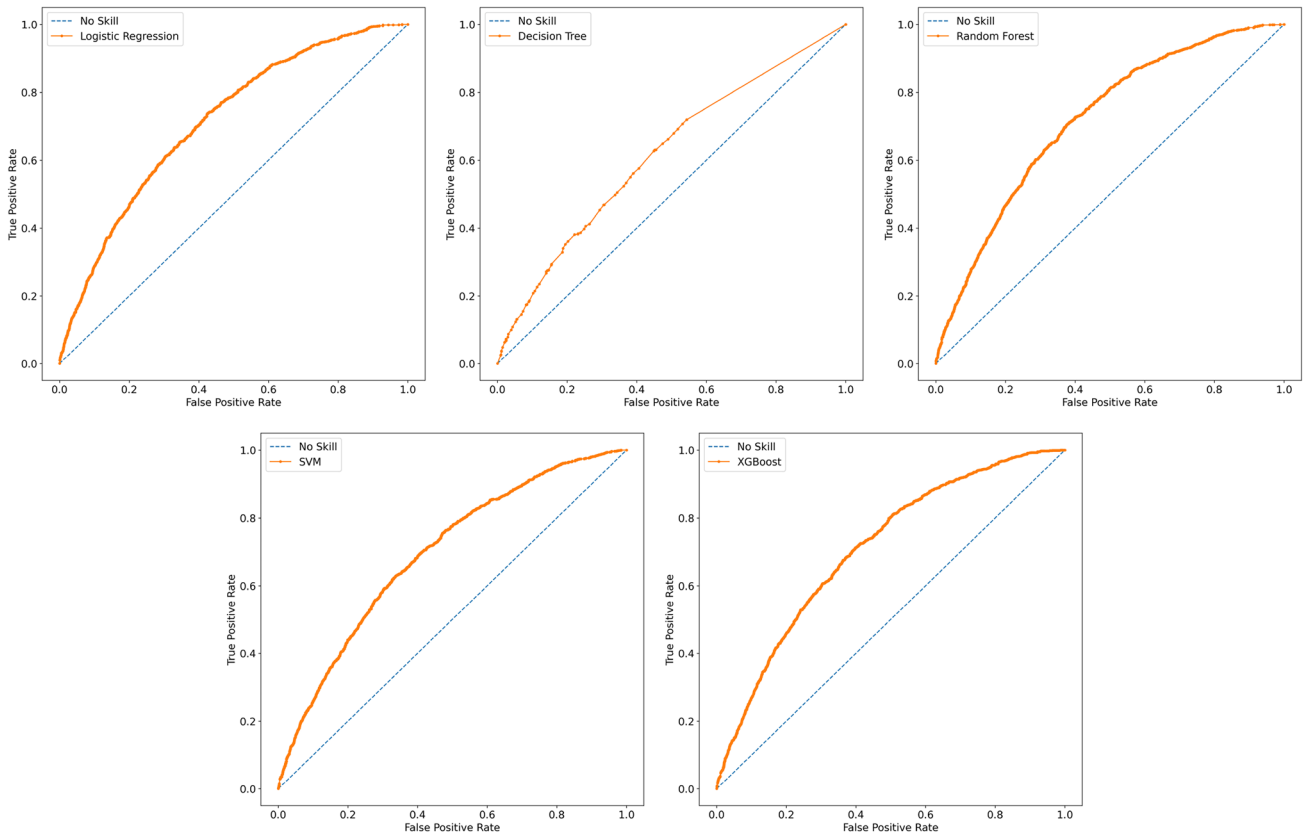 No Skill
Logistic Regression
True Positive Rate
1.0
0.8
0.6
0.4
0.2
0.0
0.0 0.2 0.4 0.6 0.8 1.0
False Positive Rate
No Skill
Decision Tree
True Positive Rate
1.0
0.8
0.6
0.4
0.2
0.0
0.0 0.2 0.4 0.6 0.8 1.0
False Positive Rate
No Skill
Random Forest
True Positive Rate
1.0
0.8
0.6
0.4
0.2
0.0
0.0 0.2 0.4 0.6 0.8 1.0
False Positive Rate
No Skill
SVM
True Positive Rate
1.0
0.8
0.6
0.4
0.2
0.0
0.0 0.2 0.4 0.6 0.8 1.0
False Positive Rate
No Skill
XGBoost
True Positive Rate
1.0
0.8
0.6
0.4
0.2
0.0
0.0 0.2 0.4 0.6 0.8 1.0
False Positive Rate